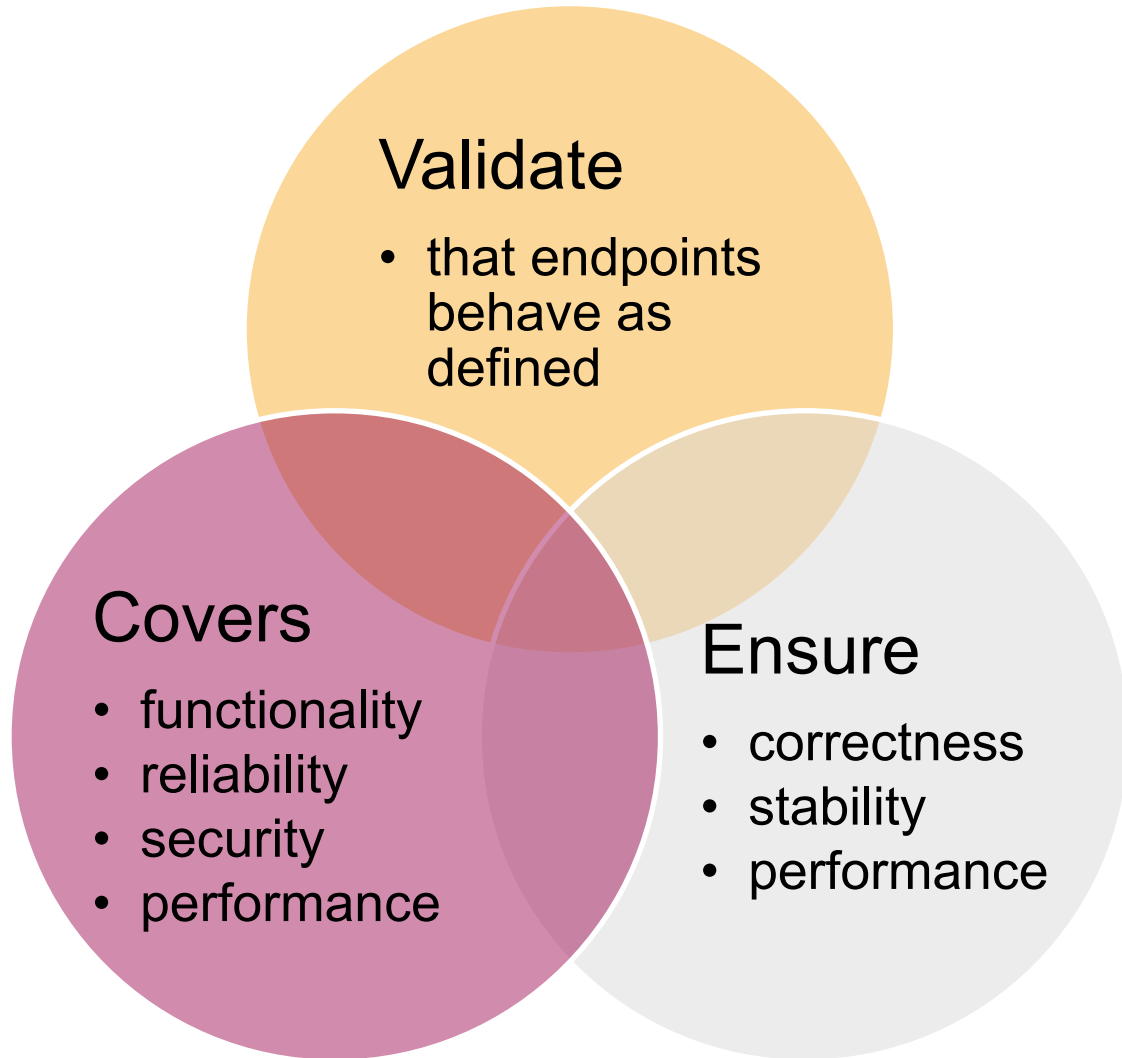 Validate
• that endpoints
behave as
defined
Covers
• functionality
• reliability
• security
• performance
Ensure
• correctness
• stability
• performance